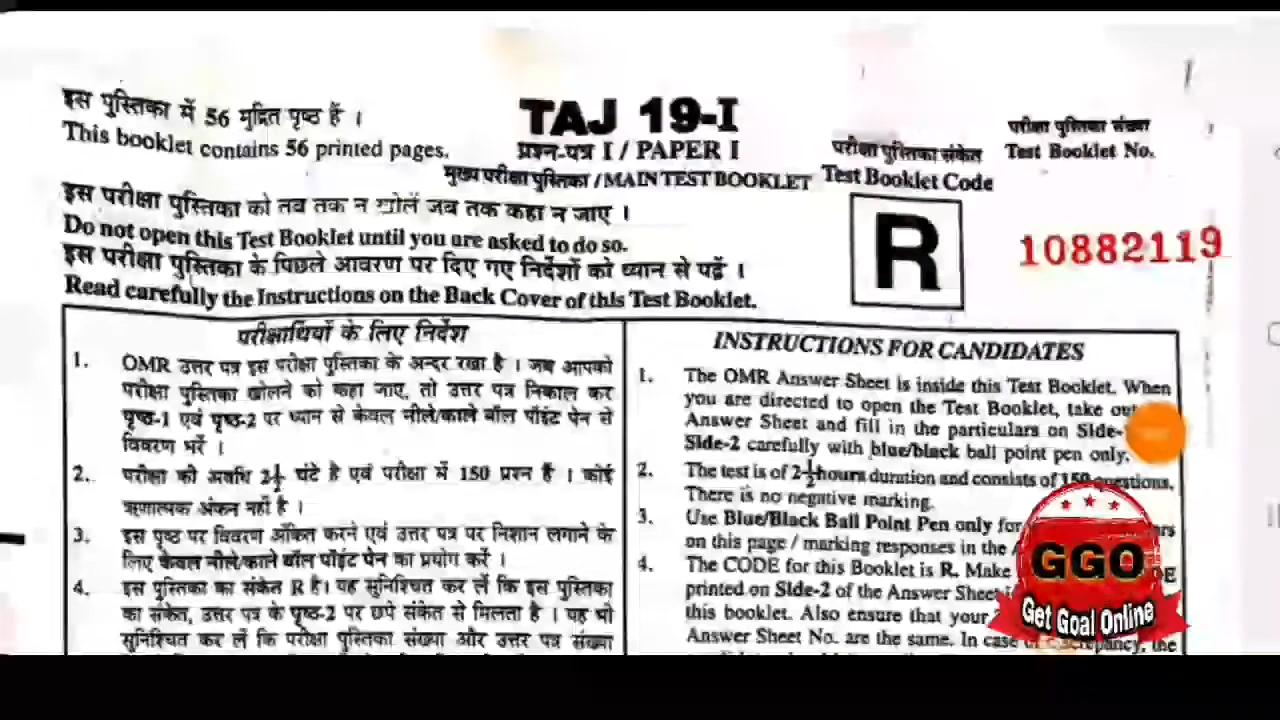 इस पुस्तिका में 56 मुद्रित पृष्ठ हैं ।
This booklet contains 56 printed pages.
TAJ 19-I
प्रश्न-पत्र I / PAPER I
मुख्य परीक्षा पुस्तिका / MAIN TEST BOOKLET
परीक्षा पुस्तिका संकेत
Test Booklet Code
R
परीक्षा पुस्तिका संख्या
Test Booklet No.
10882119
इस परीक्षा पुस्तिका को तब तक न खोलें जब तक कहा न जाए ।
Do not open this Test Booklet until you are asked to do so.
इस परीक्षा पुस्तिका के पिछले आवरण पर दिए गए निर्देशों को ध्यान से पढ़ें ।
Read carefully the Instructions on the Back Cover of this Test Booklet.
परीक्षार्थियों के लिए निर्देश
1. OMR उत्तर पत्र इस परीक्षा पुस्तिका के अन्दर रखा है । जब आपको
परीक्षा पुस्तिका खोलने को कहा जाए, तो उत्तर पत्र निकाल कर
पृष्ठ-1 एवं पृष्ठ-2 पर ध्यान से केवल नीले/काले बॉल पॉइंट पेन से
विवरण भरें ।
2. परीक्षा की अवधि 2½ घंटे है एवं परीक्षा में 150 प्रश्न हैं । कोई
ऋणात्मक अंकन नहीं है ।
3. इस पृष्ठ पर विवरण अंकित करने एवं उत्तर पत्र पर निशान लगाने के
लिए केवल नीले/काले बॉल पॉइंट पेन का प्रयोग करें ।
4. इस पुस्तिका का संकेत R है। यह सुनिश्चित कर लें कि इस पुस्तिका
का संकेत, उत्तर पत्र के पृष्ठ-2 पर छपे संकेत से मिलता है । यह भी
सुनिश्चित कर लें कि परीक्षा पुस्तिका संख्या और उत्तर पत्र संख्या
INSTRUCTIONS FOR CANDIDATES
1. The OMR Answer Sheet is inside this Test Booklet. When
you are directed to open the Test Booklet, take out
Answer Sheet and fill in the particulars on Side-
Side-2 carefully with blue/black ball point pen only.
2. The test is of 2½ hours duration and consists of 150 questions.
There is no negative marking.
3. Use Blue/Black Ball Point Pen only for
on this page / marking responses in the
4. The CODE for this Booklet is R. Make
printed on Side-2 of the Answer Sheet
this booklet. Also ensure that your
Answer Sheet No. are the same. In case of discrepancy, the
GGO
Get Goal Online